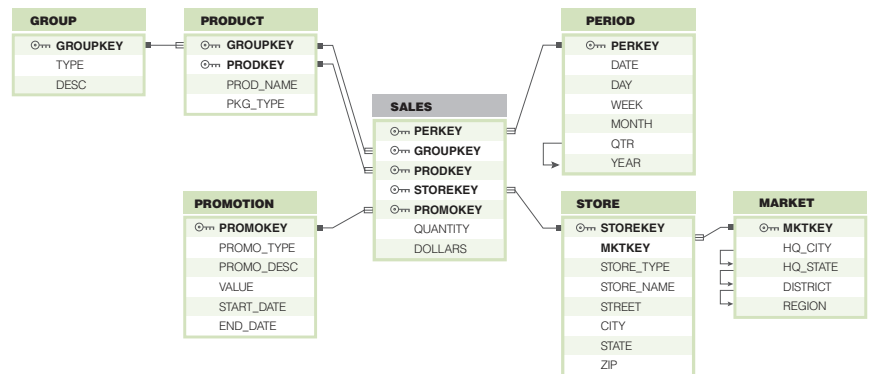 GROUP
GROUPKEY
TYPE
DESC
PRODUCT
GROUPKEY
PRODKEY
PROD_NAME
PKG_TYPE
SALES
PERKEY
GROUPKEY
PRODKEY
STOREKEY
PROMOKEY
QUANTITY
DOLLARS
PERIOD
PERKEY
DATE
DAY
WEEK
MONTH
QTR
YEAR
PROMOTION
PROMOKEY
PROMO_TYPE
PROMO_DESC
VALUE
START_DATE
END_DATE
STORE
STOREKEY
MKTKEY
STORE_TYPE
STORE_NAME
STREET
CITY
STATE
ZIP
MARKET
MKTKEY
HQ_CITY
HQ_STATE
DISTRICT
REGION